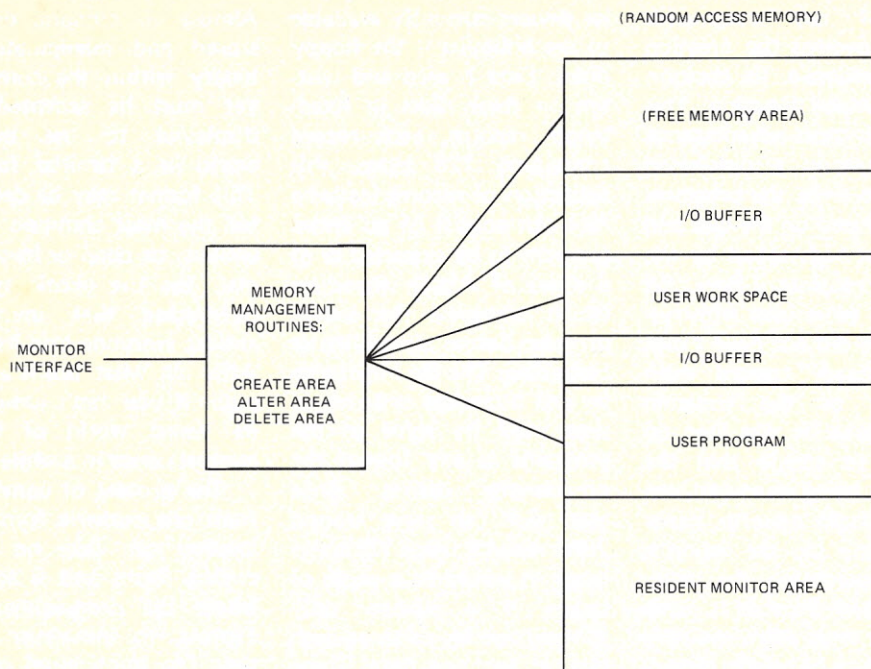 (RANDOM ACCESS MEMORY)
(FREE MEMORY AREA)
I/O BUFFER
MEMORY
MANAGEMENT
ROUTINES:
CREATE AREA
ALTER AREA
DELETE AREA
USER WORK SPACE
MONITOR
INTERFACE
I/O BUFFER
USER PROGRAM
RESIDENT MONITOR AREA